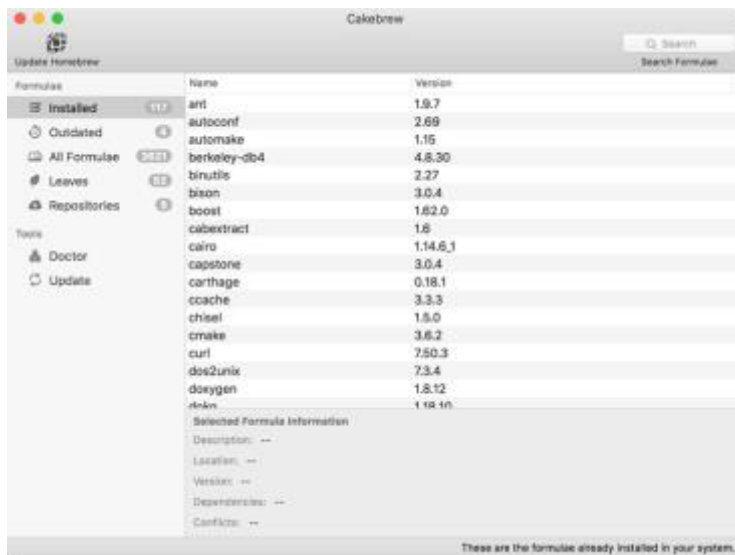 Cakebrew
Update Homebrew
Search
Search Formulae
Formulae
Installed
Outdated
All Formulae
Leaves
Repositories
Tools
Doctor
Update
Name Version
ant 1.9.7
autoconf 2.69
automake 1.15
berkeley-db4 4.8.30
binutils 2.27
bison 3.0.4
boost 1.62.0
cabextract 1.6
cairo 1.14.6_1
capstone 3.0.4
carthage 0.18.1
ccache 3.3.3
chisel 1.5.0
cmake 3.6.2
curl 7.50.3
dos2unix 7.3.4
doxygen 1.8.12
1.18.10
Selected Formula Information
Description: --
Location: --
Version: --
Dependencies: --
Conflicts: --
These are the formulae already installed in your system.